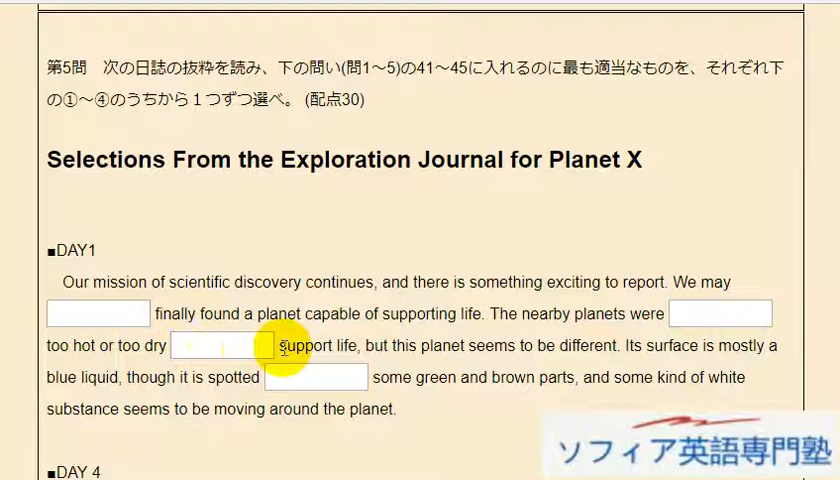 第5問　次の日誌の抜粋を読み、下の問い(問1～5)の41～45に入れるのに最も適当なものを、それぞれ下
の①～④のうちから１つずつ選べ。 (配点30)
Selections From the Exploration Journal for Planet X
■DAY1
Our mission of scientific discovery continues, and there is something exciting to report. We may
finally found a planet capable of supporting life. The nearby planets were
too hot or too dry support life, but this planet seems to be different. Its surface is mostly a
blue liquid, though it is spotted some green and brown parts, and some kind of white
substance seems to be moving around the planet.
ソフィア英語専門塾
■DAY 4